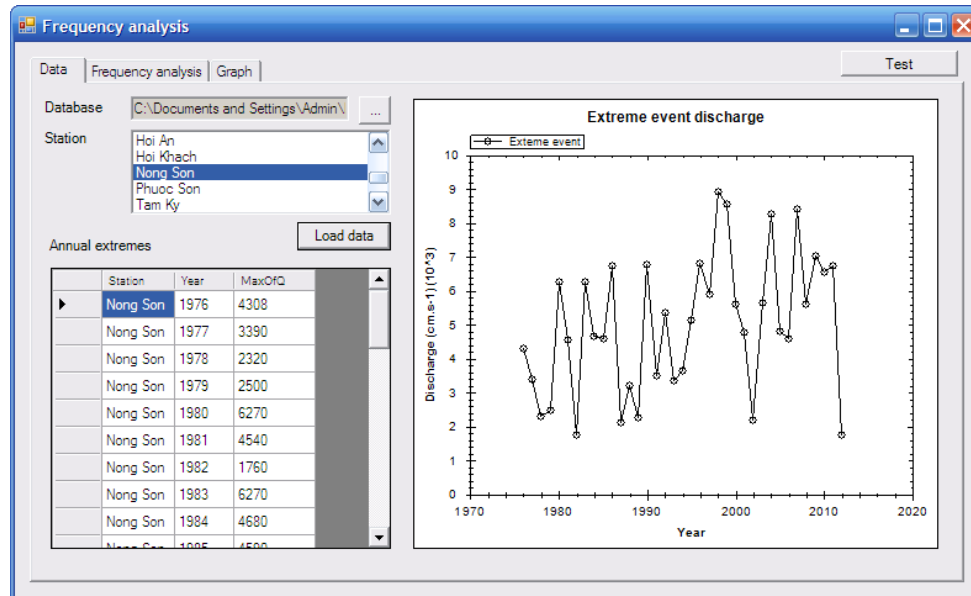 Frequency analysis
Data Frequency analysis Graph Test
Database C:\Documents and Settings\Admin\ ...
Station
Hoi An
Hoi Khach
Nong Son
Phuoc Son
Tam Ky
Load data
Annual extremes
Station Year MaxOfQ
Nong Son 1976 4308
Nong Son 1977 3390
Nong Son 1978 2320
Nong Son 1979 2500
Nong Son 1980 6270
Nong Son 1981 4540
Nong Son 1982 1760
Nong Son 1983 6270
Nong Son 1984 4680
Nong Son 1985 4590
Extreme event discharge
Exteme event
Discharge (cm.s-1)(10^3)
10
9
8
7
6
5
4
3
2
1
0
1970 1980 1990 2000 2010 2020
Year